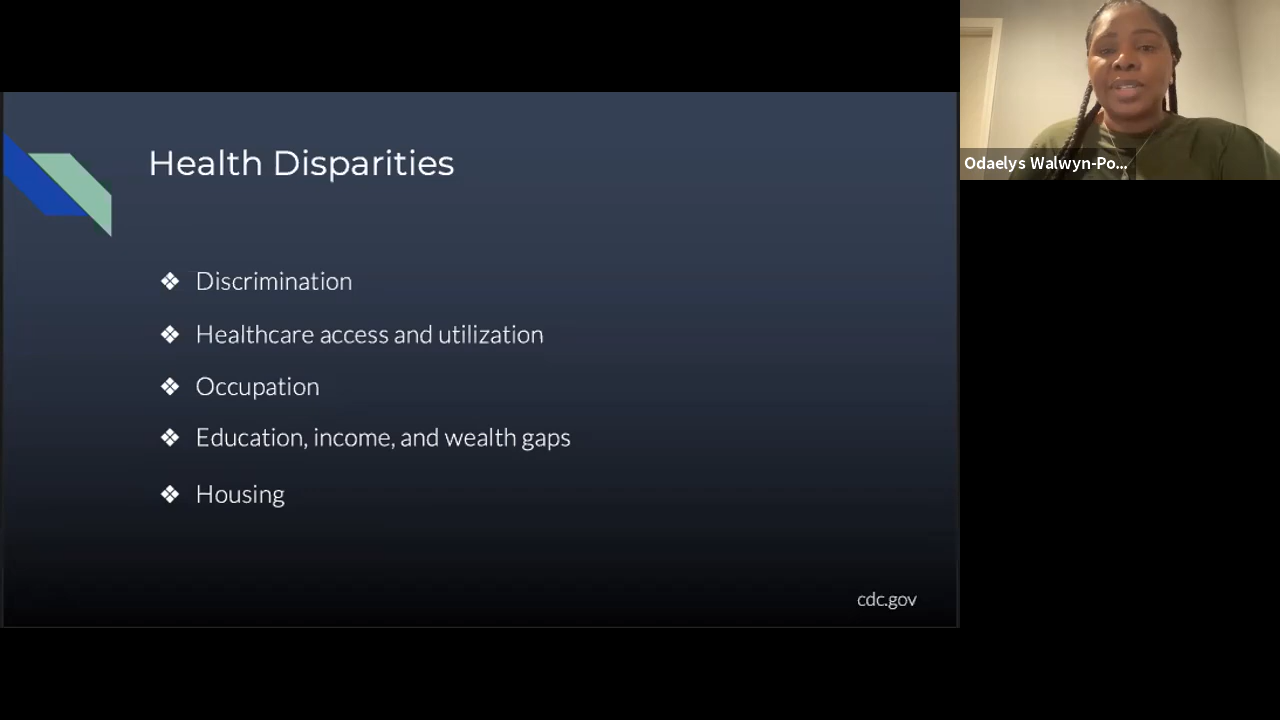 Health Disparities
❖ Discrimination
❖ Healthcare access and utilization
❖ Occupation
❖ Education, income, and wealth gaps
❖ Housing
cdc.gov
Odaelys Walwyn-Po...